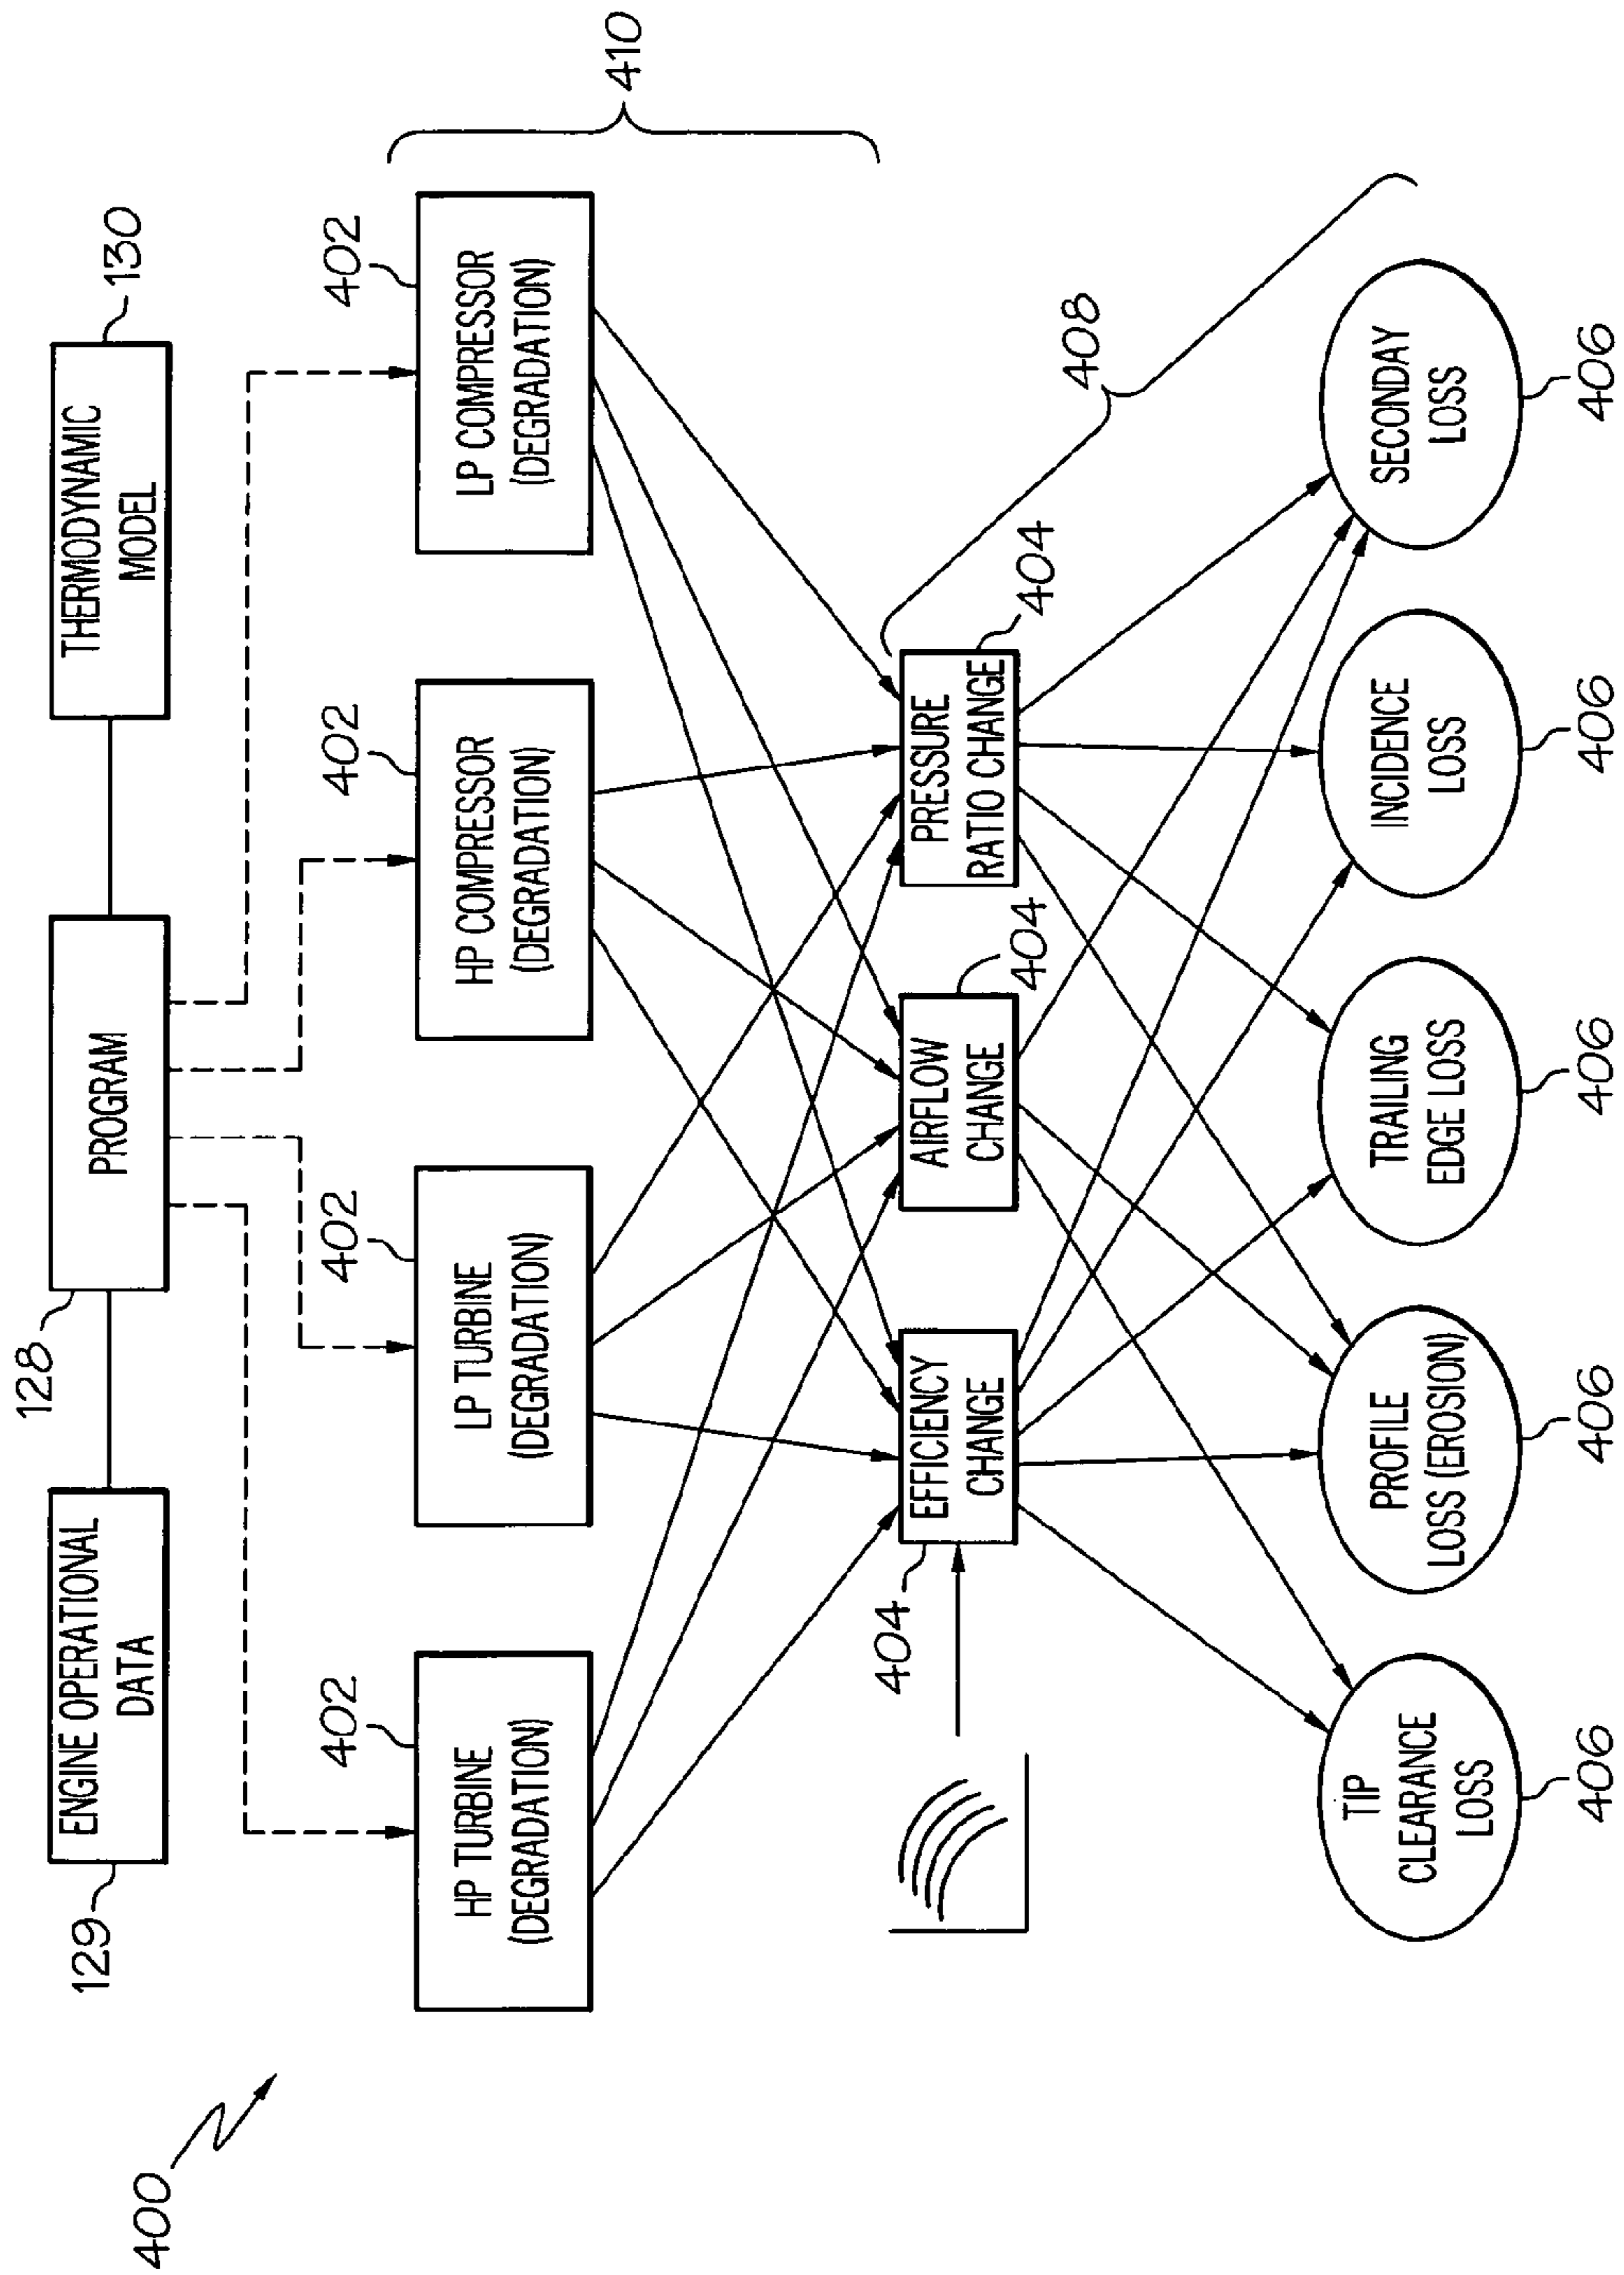 400
129
ENGINE OPERATIONAL
DATA
128
PROGRAM
THERMODYNAMIC
MODEL
130
402
HP TURBINE
(DEGRADATION)
402
LP TURBINE
(DEGRADATION)
402
HP COMPRESSOR
(DEGRADATION)
402
LP COMPRESSOR
(DEGRADATION)
410
404
EFFICIENCY
CHANGE
AIRFLOW
CHANGE
404
PRESSURE
RATIO CHANGE
404
408
TIP
CLEARANCE
LOSS
406
PROFILE
LOSS (EROSION)
406
TRAILING
EDGE LOSS
406
INCIDENCE
LOSS
406
SECONDAY
LOSS
406